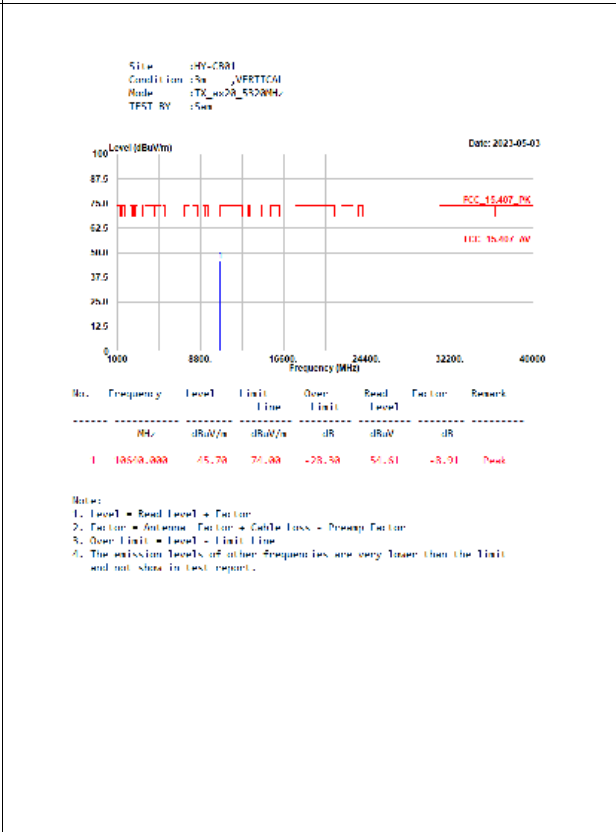 Site :HY-CB01
Condition :3m ,VERTICAL
Mode :TX_ax20_5320MHz
TEST BY :Sam
Date: 2023-05-03
Level (dBuV/m)
100
87.5
75.0
62.5
50.0
37.5
25.0
12.5
0
FCC_15.407_PK
FCC_15.407_AV
1000 8800. 16600. 24400. 32200. 40000
Frequency (MHz)
No. Frequency Level Limit Over Read Factor Remark
Line Limit Level
MHz dBuV/m dBuV/m dB dBuV dB
1 10640.000 45.70 74.00 -28.30 54.61 -8.91 Peak
Note:
1. Level = Read Level + Factor
2. Factor = Antenna Factor + Cable Loss - Preamp Factor
3. Over Limit = Level - Limit Line
4. The emission levels of other frequencies are very lower than the limit
and not show in test report.